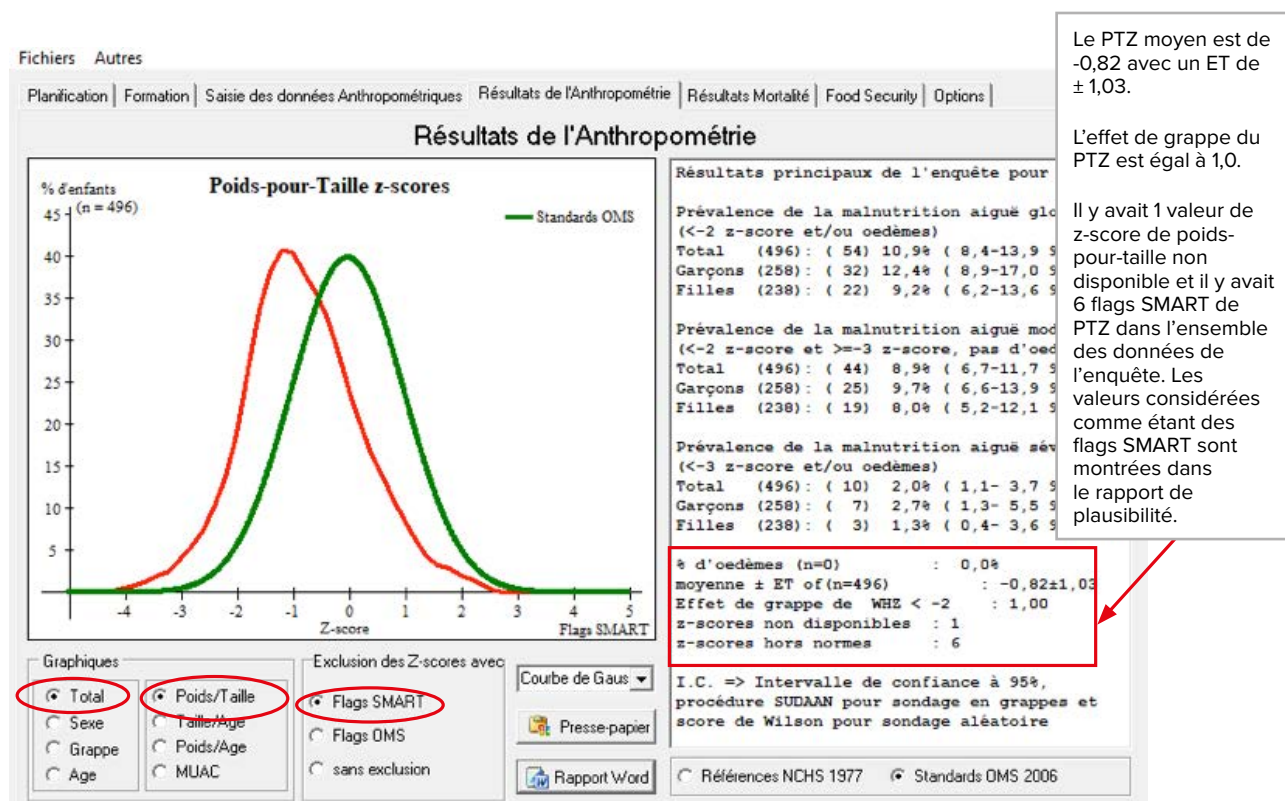 Fichiers Autres
Planification Formation Saisie des données Anthropométriques Résultats de l'Anthropométrie Résultats Mortalité Food Security Options
Résultats de l'Anthropométrie
% d'enfants
(n = 496)
Poids-pour-Taille z-scores
Standards OMS
45
40
35
30
25
20
15
10
5
-4 -3 -2 -1 0 1 2 3 4 5
Z-score
Flags SMART
Résultats principaux de l'enquête pour
Prévalence de la malnutrition aiguë glo
(<-2 z-score et/ou oedèmes)
Total (496): ( 54) 10,9% ( 8,4-13,9 9
Garçons (258): ( 32) 12,4% ( 8,9-17,0 9
Filles (238): ( 22) 9,2% ( 6,2-13,6 9
Prévalence de la malnutrition aiguë mod
(<-2 z-score et >=-3 z-score, pas d'oed
Total (496): ( 44) 8,9% ( 6,7-11,7 9
Garçons (258): ( 25) 9,7% ( 6,6-13,9 9
Filles (238): ( 19) 8,0% ( 5,2-12,1 9
Prévalence de la malnutrition aiguë sév
(<-3 z-score et/ou oedèmes)
Total (496): ( 10) 2,0% ( 1,1- 3,7 9
Garçons (258): ( 7) 2,7% ( 1,3- 5,5 9
Filles (238): ( 3) 1,3% ( 0,4- 3,6 9
% d'oedèmes (n=0) : 0,0%
moyenne ± ET of(n=496) : -0,82±1,03
Effet de grappe de WHZ < -2 : 1,00
z-scores non disponibles : 1
z-scores hors normes : 6
I.C. => Intervalle de confiance à 95%,
procédure SUDAAN pour sondage en grappes et
score de Wilson pour sondage aléatoire
Le PTZ moyen est de
-0,82 avec un ET de
± 1,03.
L'effet de grappe du
PTZ est égal à 1,0.
Il y avait 1 valeur de
z-score de poids-
pour-taille non
disponible et il y avait
6 flags SMART de
PTZ dans l'ensemble
des données de
l'enquête. Les
valeurs considérées
comme étant des
flags SMART sont
montrées dans
le rapport de
plausibilité.
Graphiques
Total
Sexe
Grappe
Age
Poids/Taille
Taille/Age
Poids/Age
MUAC
Exclusion des Z-scores avec
Flags SMART
Flags OMS
sans exclusion
Courbe de Gaus
Presse-papier
Rapport Word
Références NCHS 1977 Standards OMS 2006